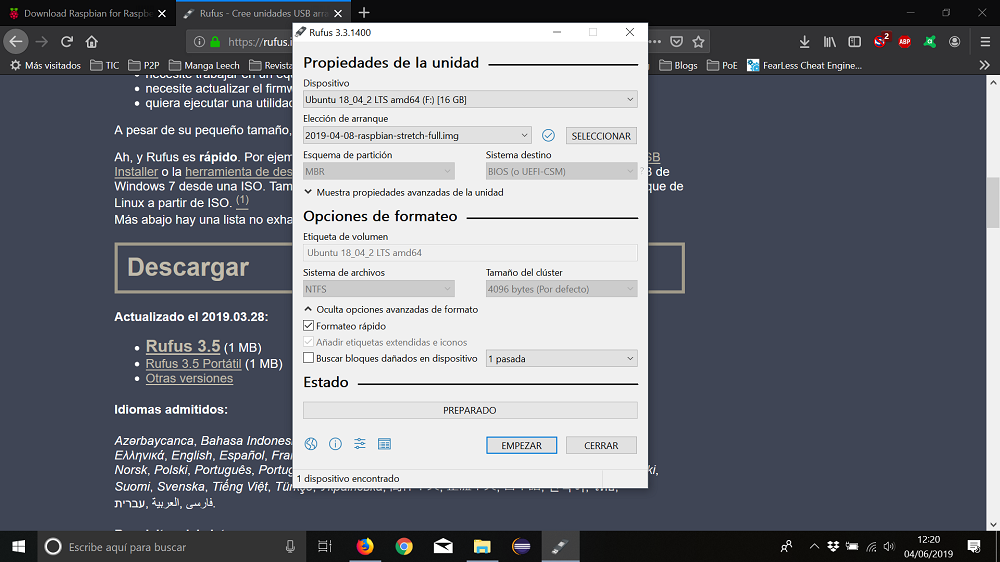 Download Raspbian for Raspbe
Rufus - Cree unidades USB arra
https://rufus.i
Más visitados
TIC
P2P
Manga Leech
Revista
Blogs
PoE
FearLess Cheat Engine...
2
ABP
necesite actualizar el firmw
quiera ejecutar una utilidad
A pesar de su pequeño tamaño,
Ah, y Rufus es rápido. Por ejem
SB
Installer o la herramienta de des
B de
Windows 7 desde una ISO. Tam
que de
Linux a partir de ISO. (1)
Más abajo hay una lista no exha
Descargar
Actualizado el 2019.03.28:
Rufus 3.5 (1 MB)
Rufus 3.5 Portátil (1 MB)
Otras versiones
Idiomas admitidos:
Azərbaycanca, Bahasa Indones
Ελληνικά, English, Español, Fran
Norsk, Polski, Português, Portug
Suomi, Svenska, Tiếng Việt, Türkçe,
فارسی, العربية, עברית.
Rufus 3.3.1400
Propiedades de la unidad
Dispositivo
Ubuntu 18_04_2 LTS amd64 (F:) [16 GB]
Elección de arranque
2019-04-08-raspbian-stretch-full.img
SELECCIONAR
Esquema de partición
Sistema destino
MBR
BIOS (o UEFI-CSM)
?
Muestra propiedades avanzadas de la unidad
Opciones de formateo
Etiqueta de volumen
Ubuntu 18_04_2 LTS amd64
Sistema de archivos
Tamaño del clúster
NTFS
4096 bytes (Por defecto)
Oculta opciones avanzadas de formato
Formateo rápido
Añadir etiquetas extendidas e iconos
Buscar bloques dañados en dispositivo
1 pasada
Estado
PREPARADO
EMPEZAR
CERRAR
1 dispositivo encontrado
Escribe aquí para buscar
12:20
04/06/2019